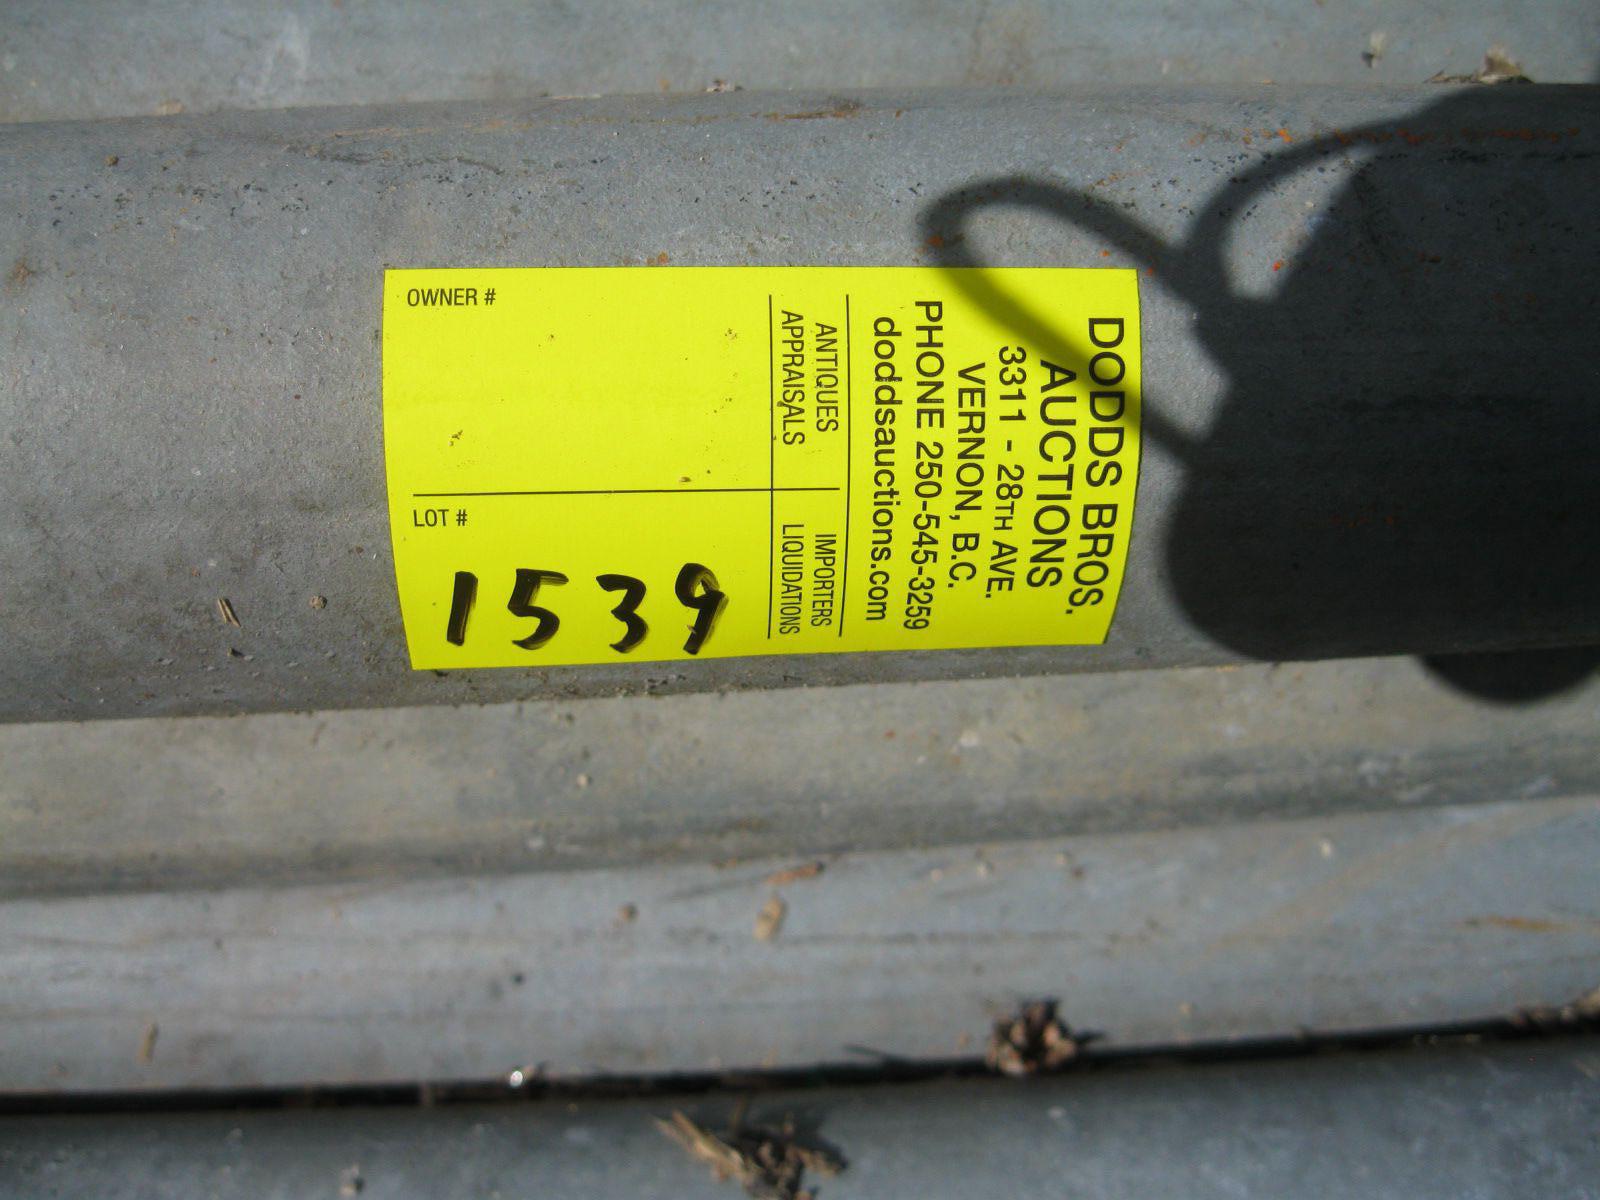 DODDS BROS.
AUCTIONS
3311 - 28TH AVE.
VERNON, B.C.
PHONE 250-545-3259
doddsauctions.com
ANTIQUES
APPRAISALS
IMPORTERS
LIQUIDATIONS
OWNER #
LOT #
1539